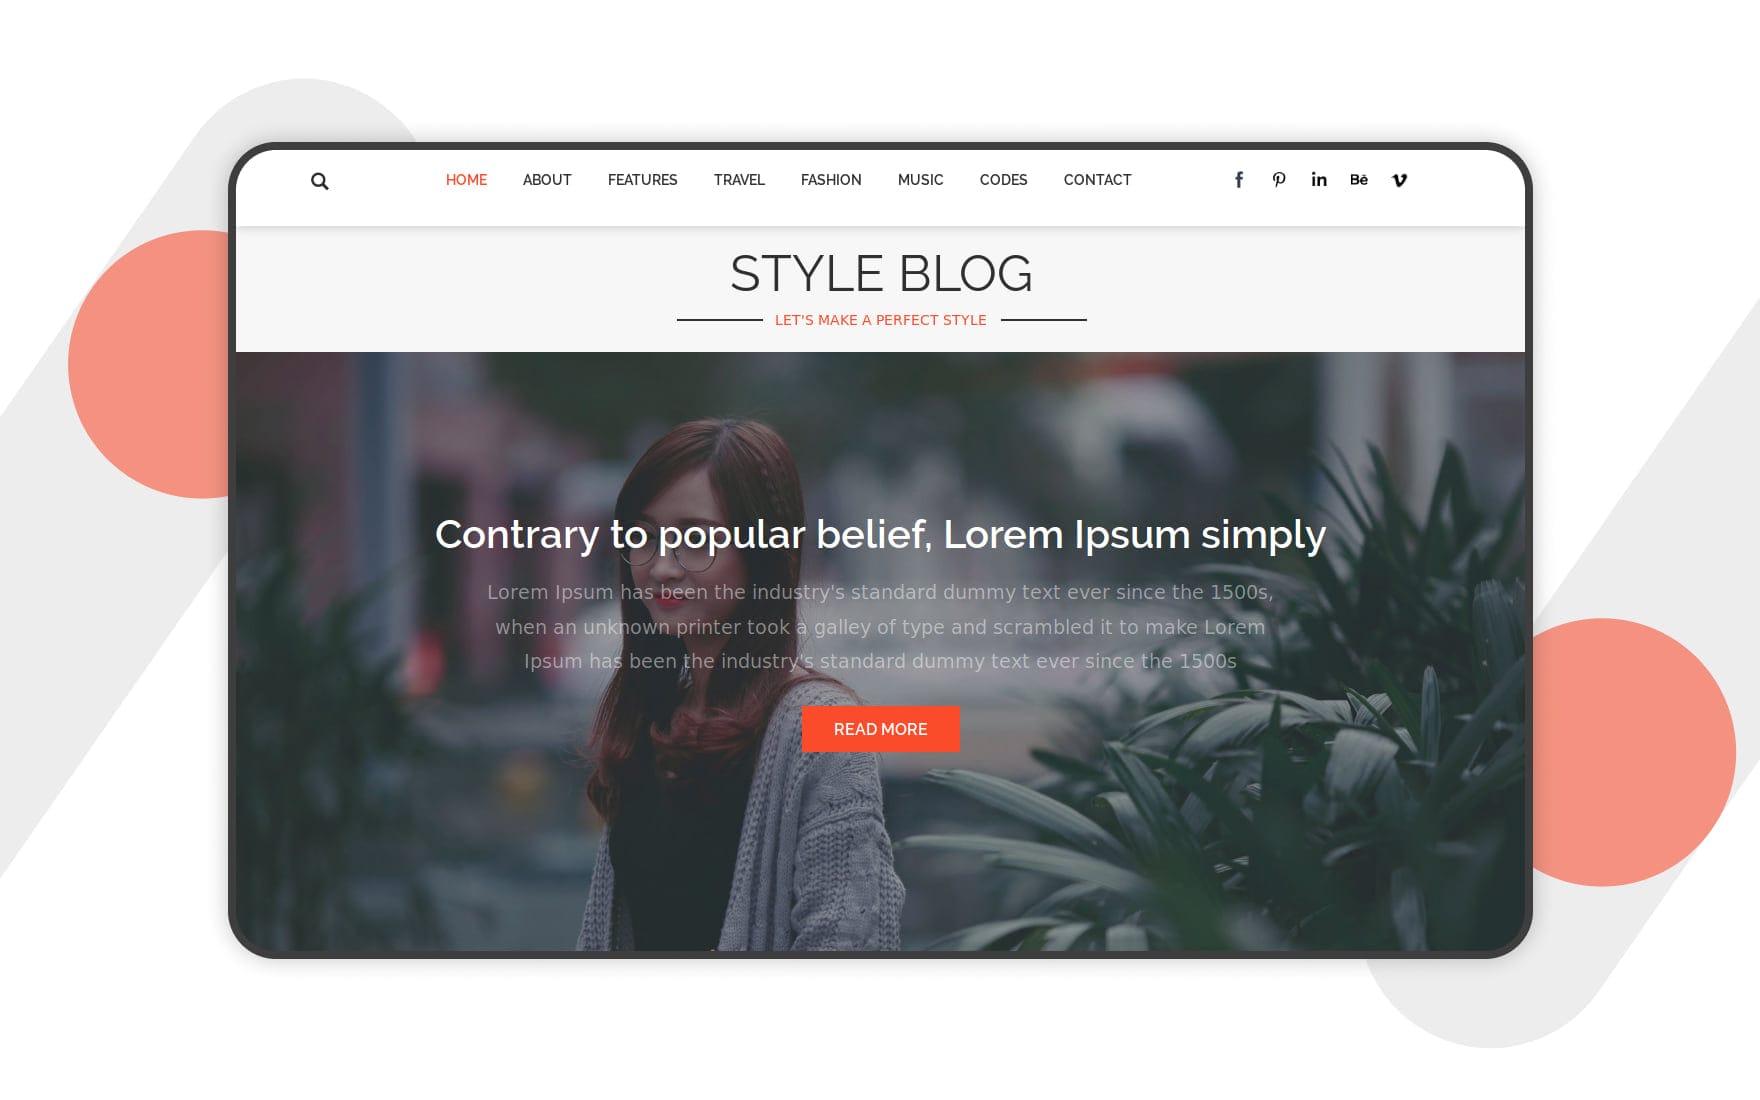 HOME ABOUT FEATURES TRAVEL FASHION MUSIC CODES CONTACT f in Bē
STYLE BLOG
LET'S MAKE A PERFECT STYLE
Contrary to popular belief, Lorem Ipsum simply
Lorem Ipsum has been the industry's standard dummy text ever since the 1500s,
when an unknown printer took a galley of type and scrambled it to make Lorem
Ipsum has been the industry's standard dummy text ever since the 1500s
READ MORE